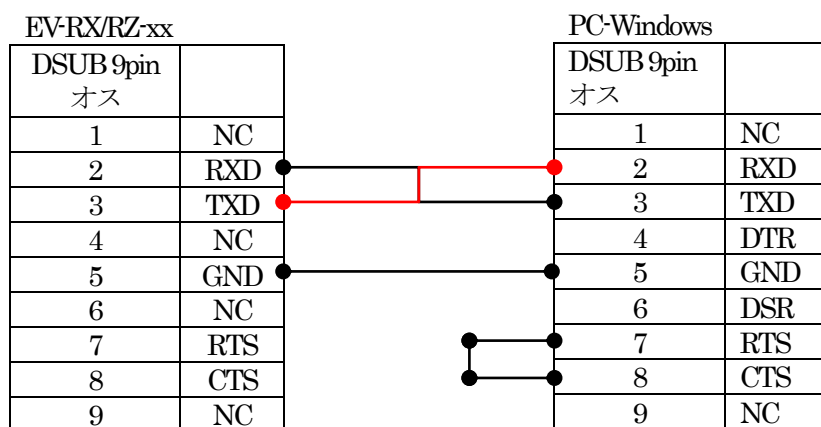 EV-RX/RZ-xx
DSUB 9pin
オス
1 NC
2 RXD
3 TXD
4 NC
5 GND
6 NC
7 RTS
8 CTS
9 NC
PC-Windows
DSUB 9pin
オス
1 NC
2 RXD
3 TXD
4 DTR
5 GND
6 DSR
7 RTS
8 CTS
9 NC